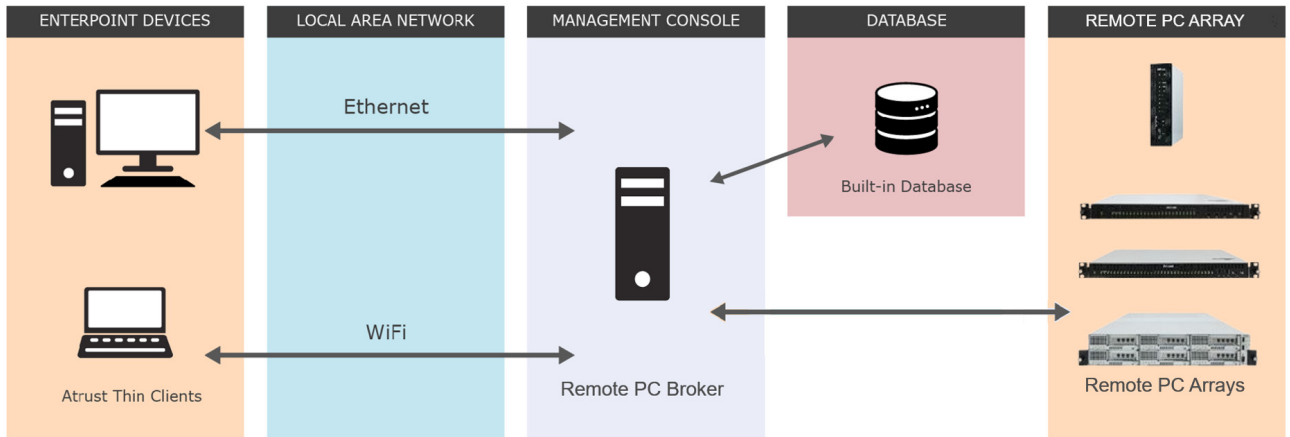 ENTERPOINT DEVICES
LOCAL AREA NETWORK
MANAGEMENT CONSOLE
DATABASE
REMOTE PC ARRAY
Ethernet
Built-in Database
WiFi
Atrust Thin Clients
Remote PC Broker
Remote PC Arrays